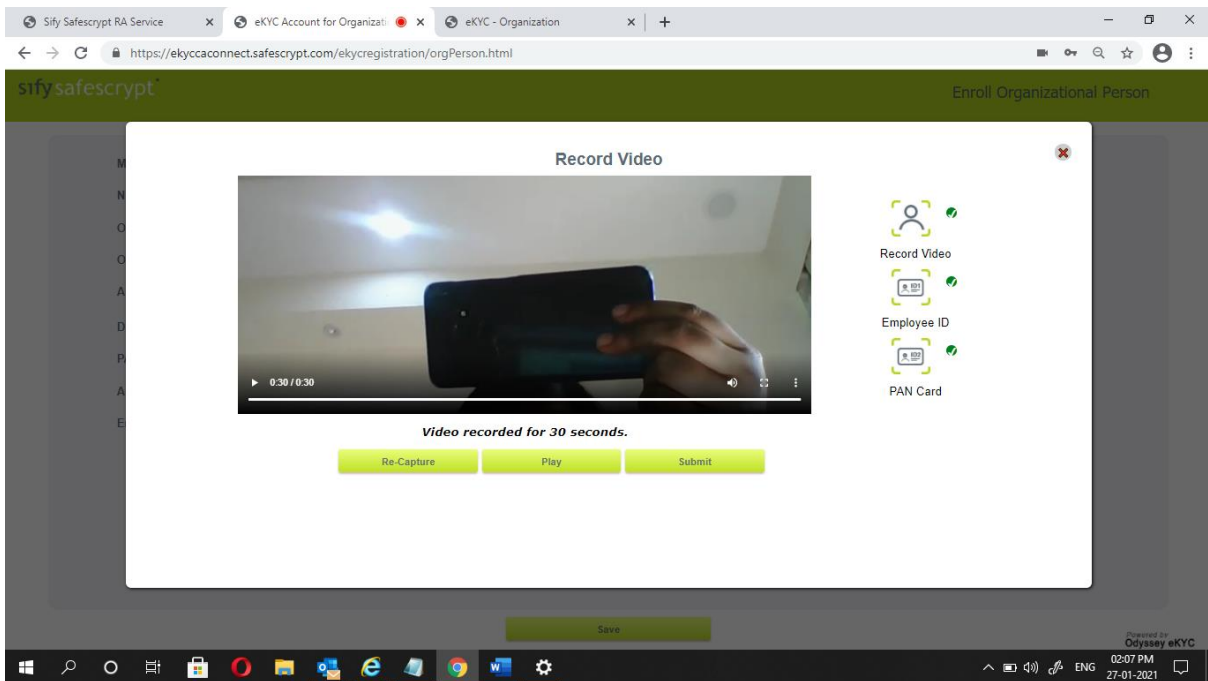 Sify Safescrypt RA Service
eKYC Account for Organizati
eKYC - Organization
https://ekyccaconnect.safescrypt.com/ekycregistration/orgPerson.html
sify safescrypt
Enroll Organizational Person
Record Video
M
N
O
O
A
D
P
A
E
Record Video
Employee ID
PAN Card
ID1
ID2
0:30 / 0:30
Video recorded for 30 seconds.
Re-Capture
Play
Submit
Save
Powered by
Odyssey eKYC
ENG
02:07 PM
27-01-2021